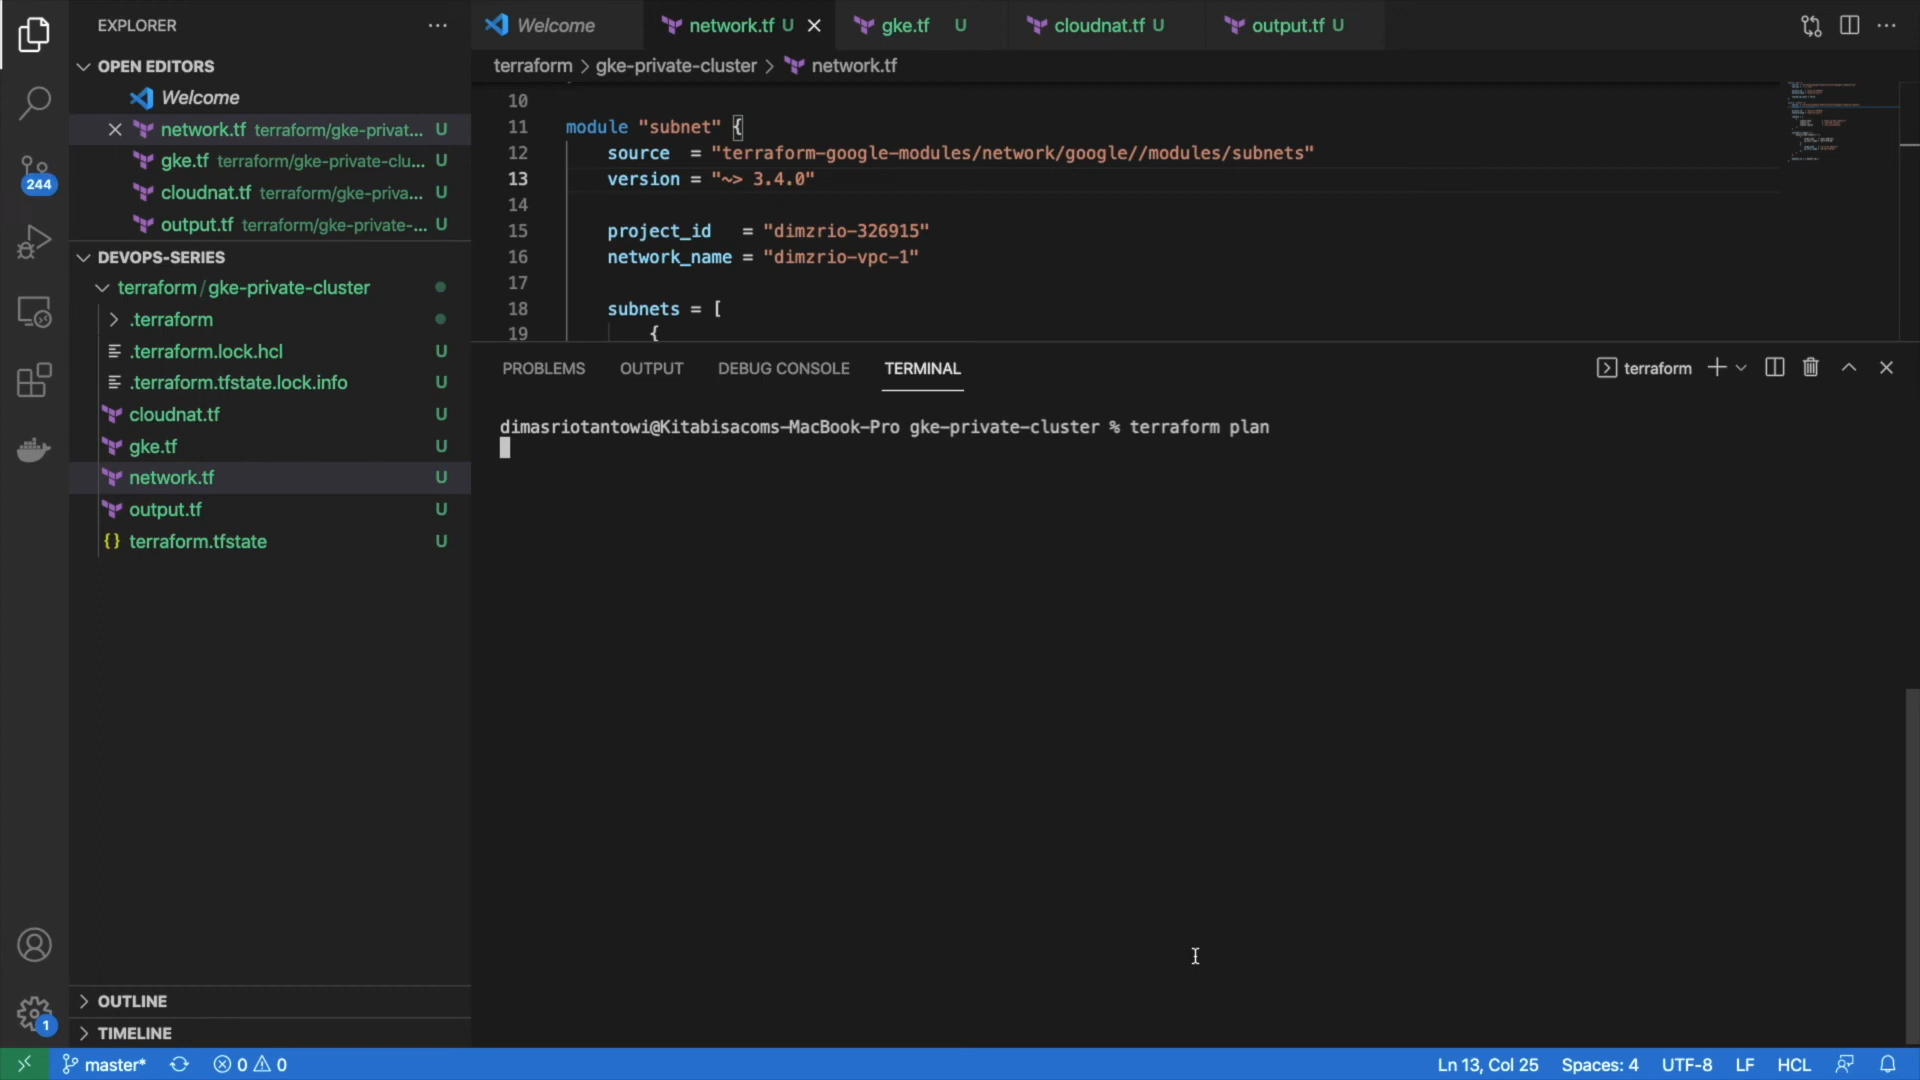 EXPLORER
OPEN EDITORS
Welcome
network.tf terraform/gke-privat... U
gke.tf terraform/gke-private-clu... U
cloudnat.tf terraform/gke-priva... U
output.tf terraform/gke-private-... U
DEVOPS-SERIES
terraform / gke-private-cluster
.terraform
.terraform.lock.hcl U
.terraform.tfstate.lock.info U
cloudnat.tf U
gke.tf U
network.tf U
output.tf U
{} terraform.tfstate U
OUTLINE
TIMELINE
244
1
Welcome
network.tf U
gke.tf U
cloudnat.tf U
output.tf U
terraform > gke-private-cluster > network.tf
10
11 module "subnet" {
12 source = "terraform-google-modules/network/google//modules/subnets"
13 version = "~> 3.4.0"
14
15 project_id = "dimzrio-326915"
16 network_name = "dimzrio-vpc-1"
17
18 subnets = [
19 {
PROBLEMS OUTPUT DEBUG CONSOLE TERMINAL
terraform
dimasriotantowi@Kitabisacoms-MacBook-Pro gke-private-cluster % terraform plan
master* 0 0
Ln 13, Col 25 Spaces: 4 UTF-8 LF HCL